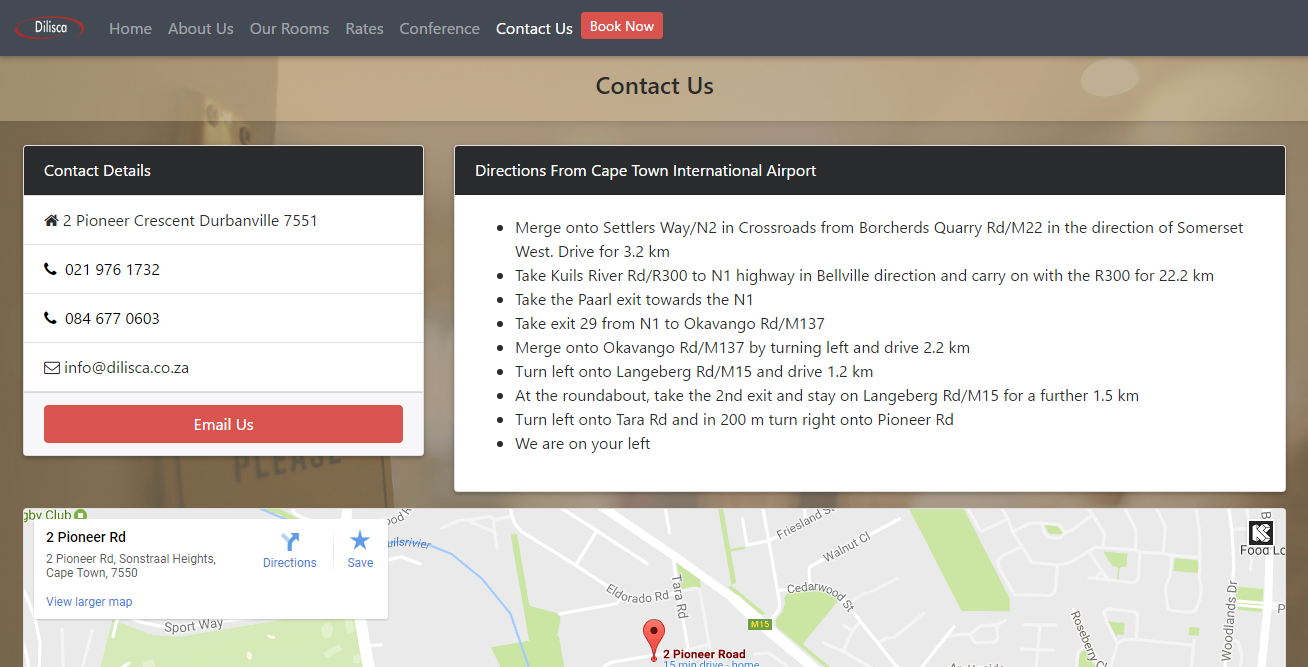 Dilisca
Home
About Us
Our Rooms
Rates
Conference
Contact Us
Book Now
Contact Us
Contact Details
2 Pioneer Crescent Durbanville 7551
021 976 1732
084 677 0603
info@dilisca.co.za
Email Us
PLEASE
Directions From Cape Town International Airport
Merge onto Settlers Way/N2 in Crossroads from Borcherds Quarry Rd/M22 in the direction of Somerset
West. Drive for 3.2 km
Take Kuils River Rd/R300 to N1 highway in Bellville direction and carry on with the R300 for 22.2 km
Take the Paarl exit towards the N1
Take exit 29 from N1 to Okavango Rd/M137
Merge onto Okavango Rd/M137 by turning left and drive 2.2 km
Turn left onto Langeberg Rd/M15 and drive 1.2 km
At the roundabout, take the 2nd exit and stay on Langeberg Rd/M15 for a further 1.5 km
Turn left onto Tara Rd and in 200 m turn right onto Pioneer Rd
We are on your left
gby Club
2 Pioneer Rd
2 Pioneer Rd, Sonstraal Heights,
Cape Town, 7550
View larger map
Directions
Save
ood R
uilsrivier
Friesland S
Walnut Cl
Food Lo
Eldorado Rd
Tara Rd
Cedarwood St
M15
Sport Way
2 Pioneer Road
15 min drive - home
Roseberry C
Woodlands Dr